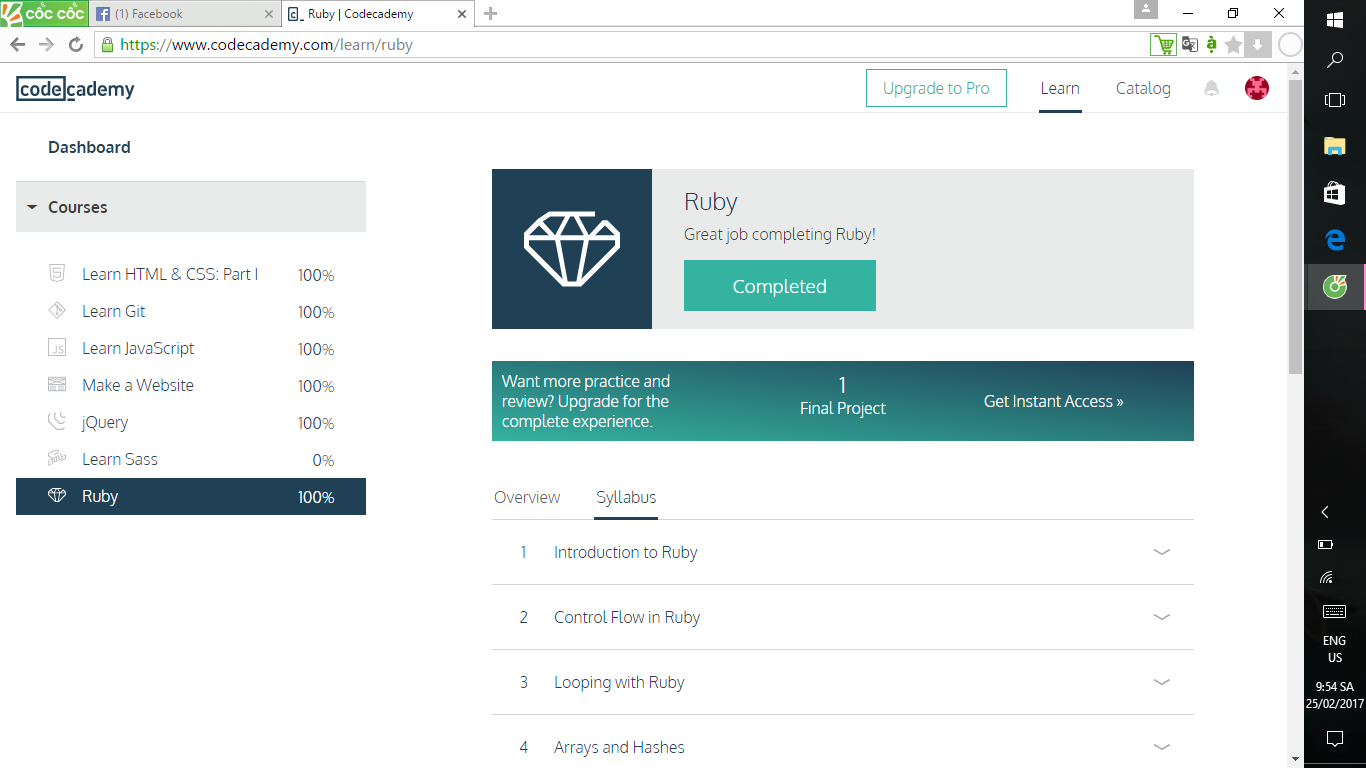 CỐC CỐC
(1) Facebook
Ruby | Codecademy
https://www.codecademy.com/learn/ruby
codecademy
Upgrade to Pro
Learn
Catalog
Dashboard
Courses
Learn HTML & CSS: Part I 100%
Learn Git 100%
JS Learn JavaScript 100%
Make a Website 100%
jQuery 100%
Learn Sass 0%
Ruby 100%
Ruby
Great job completing Ruby!
Completed
Want more practice and
review? Upgrade for the
complete experience.
1
Final Project
Get Instant Access »
Overview
Syllabus
1 Introduction to Ruby
2 Control Flow in Ruby
3 Looping with Ruby
4 Arrays and Hashes
ENG
US
9:54 SA
25/02/2017